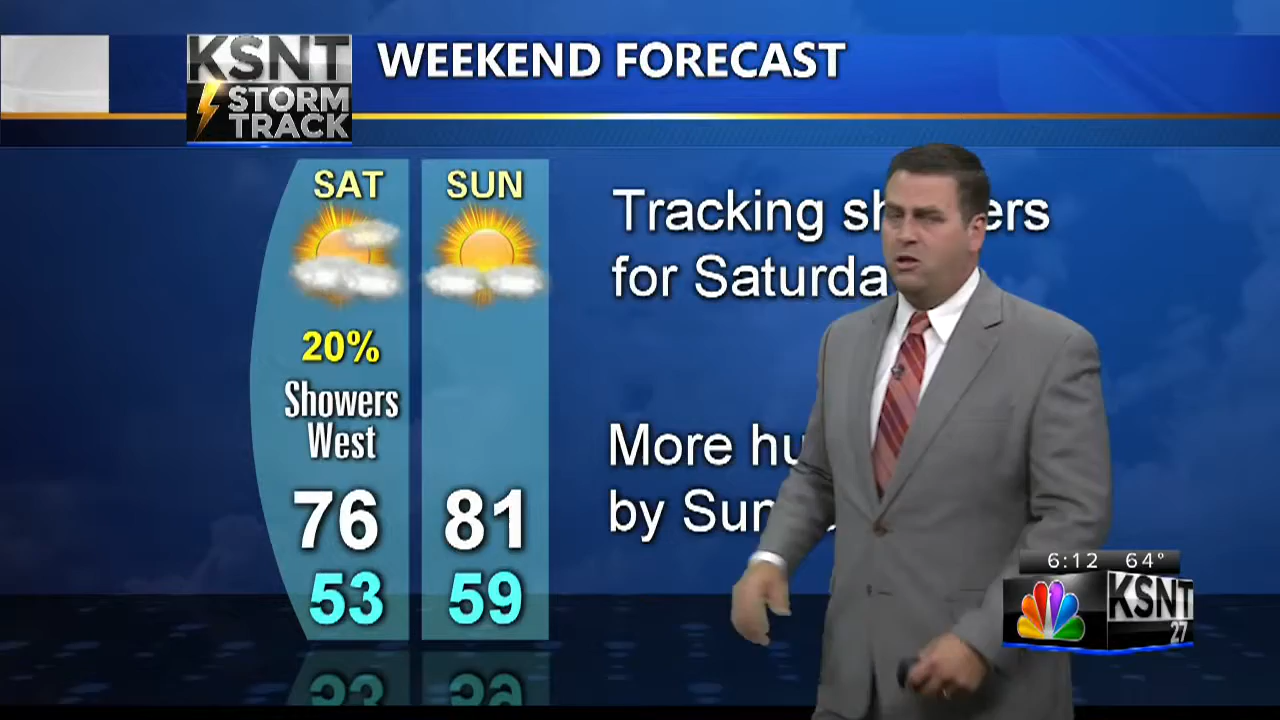 KSNT
STORM
TRACK
WEEKEND FORECAST
SAT
SUN
20%
Showers
West
76
81
53
59
Tracking
for Saturda
More
by Sun
6:12 64°
KSNT
27